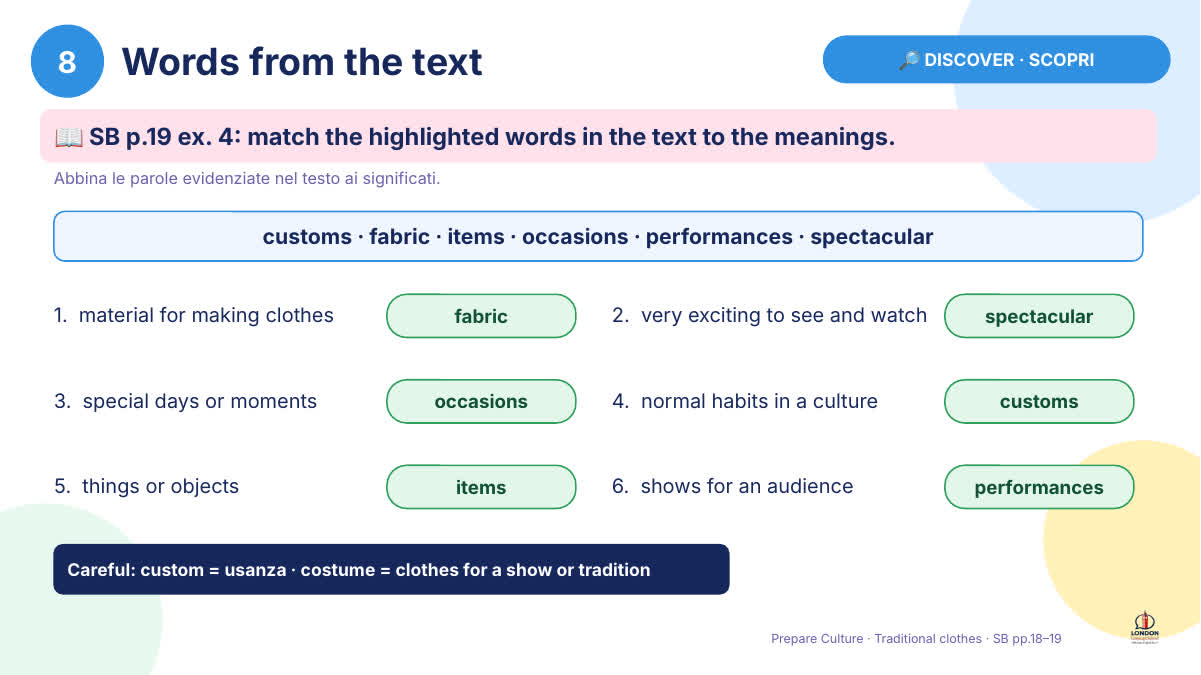 8
Words from the text
🔎 DISCOVER · SCOPRI
📖 SB p.19 ex. 4: match the highlighted words in the text to the meanings.
Abbina le parole evidenziate nel testo ai significati.
customs · fabric · items · occasions · performances · spectacular
1. material for making clothes fabric
2. very exciting to see and watch spectacular
3. special days or moments occasions
4. normal habits in a culture customs
5. things or objects items
6. shows for an audience performances
Careful: custom = usanza · costume = clothes for a show or tradition
Prepare Culture · Traditional clothes · SB pp.18–19
LONDON